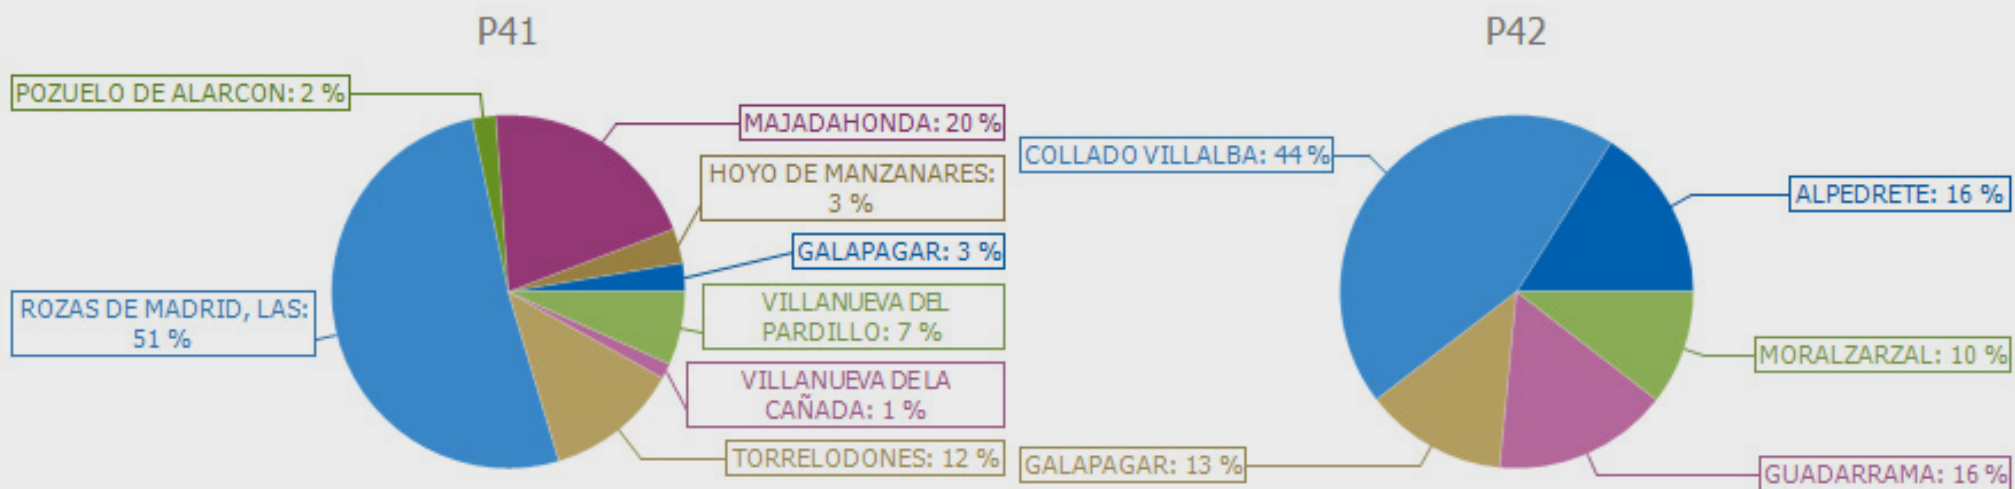 P41
POZUELO DE ALARCON: 2 %
MAJADAHONDA: 20 %
HOYO DE MANZANARES:
3 %
GALAPAGAR: 3 %
ROZAS DE MADRID, LAS:
51 %
VILLANUEVA DEL
PARDILLO: 7 %
VILLANUEVA DE LA
CAÑADA: 1 %
TORRELODONES: 12 %
P42
COLLADO VILLALBA: 44 %
ALPEDRETE: 16 %
MORALZARZAL: 10 %
GALAPAGAR: 13 %
GUADARRAMA: 16 %